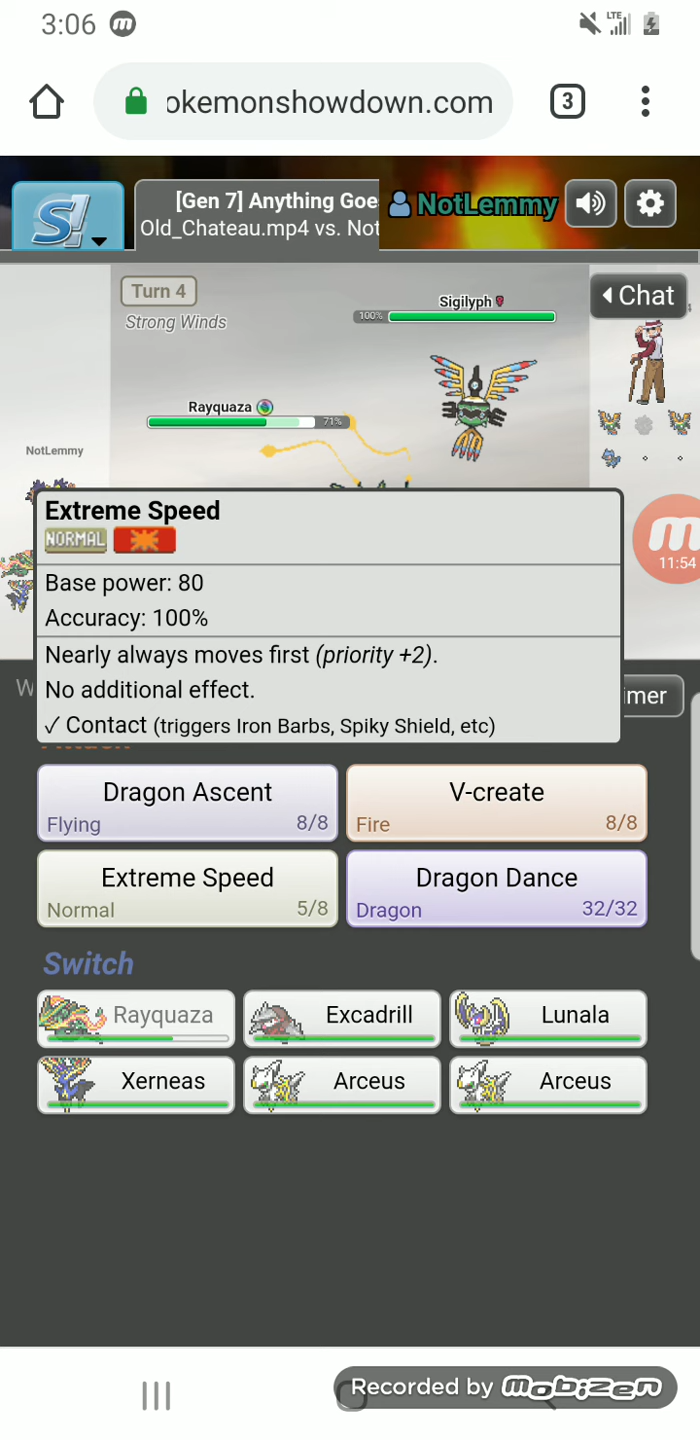 3:06
LTE
okemonshowdown.com
3
[Gen 7] Anything Goe
Old_Chateau.mp4 vs. Not
NotLemmy
Turn 4
Strong Winds
Sigilyph
100%
Chat
Rayquaza
71%
NotLemmy
Extreme Speed
NORMAL
Base power: 80
Accuracy: 100%
Nearly always moves first (priority +2).
No additional effect.
✓ Contact (triggers Iron Barbs, Spiky Shield, etc)
11:54
W
imer
Dragon Ascent
Flying 8/8
V-create
Fire 8/8
Extreme Speed
Normal 5/8
Dragon Dance
Dragon 32/32
Switch
Rayquaza
Excadrill
Lunala
Xerneas
Arceus
Arceus
Recorded by mobizen